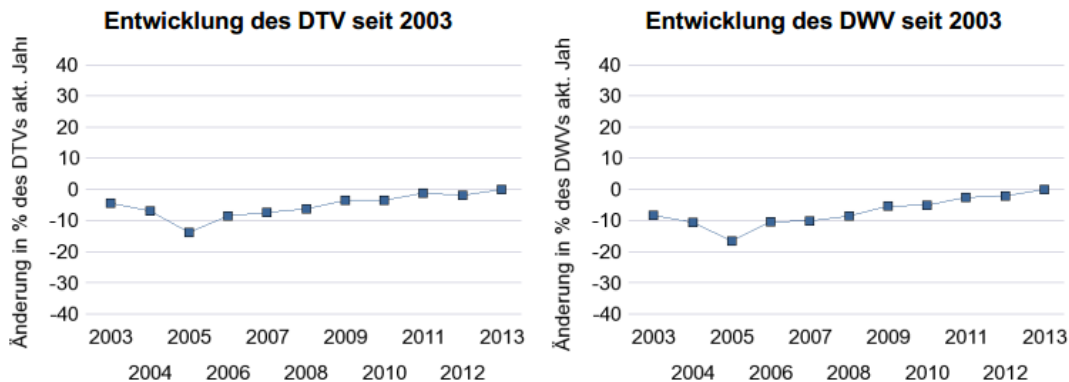 Entwicklung des DTV seit 2003
Änderung in % des DTVs akt. Jahr
40
30
20
10
0
-10
-20
-30
-40
2003 2005 2007 2009 2011 2013
2004 2006 2008 2010 2012
Entwicklung des DWV seit 2003
Änderung in % des DWVs akt. Jah
40
30
20
10
0
-10
-20
-30
-40
2003 2005 2007 2009 2011 2013
2004 2006 2008 2010 2012